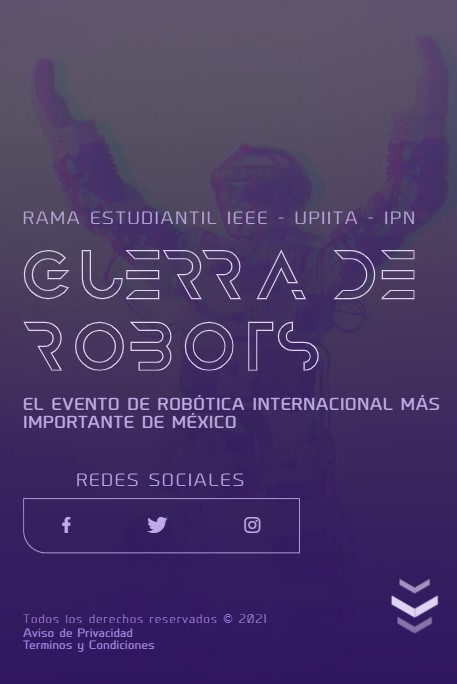 RAMA ESTUDIANTIL IEEE - UPIITA - IPN
GUERRA DE
ROBOTS
EL EVENTO DE ROBÓTICA INTERNACIONAL MÁS
IMPORTANTE DE MÉXICO
REDES SOCIALES
Todos los derechos reservados © 2021
Aviso de Privacidad
Terminos y Condiciones